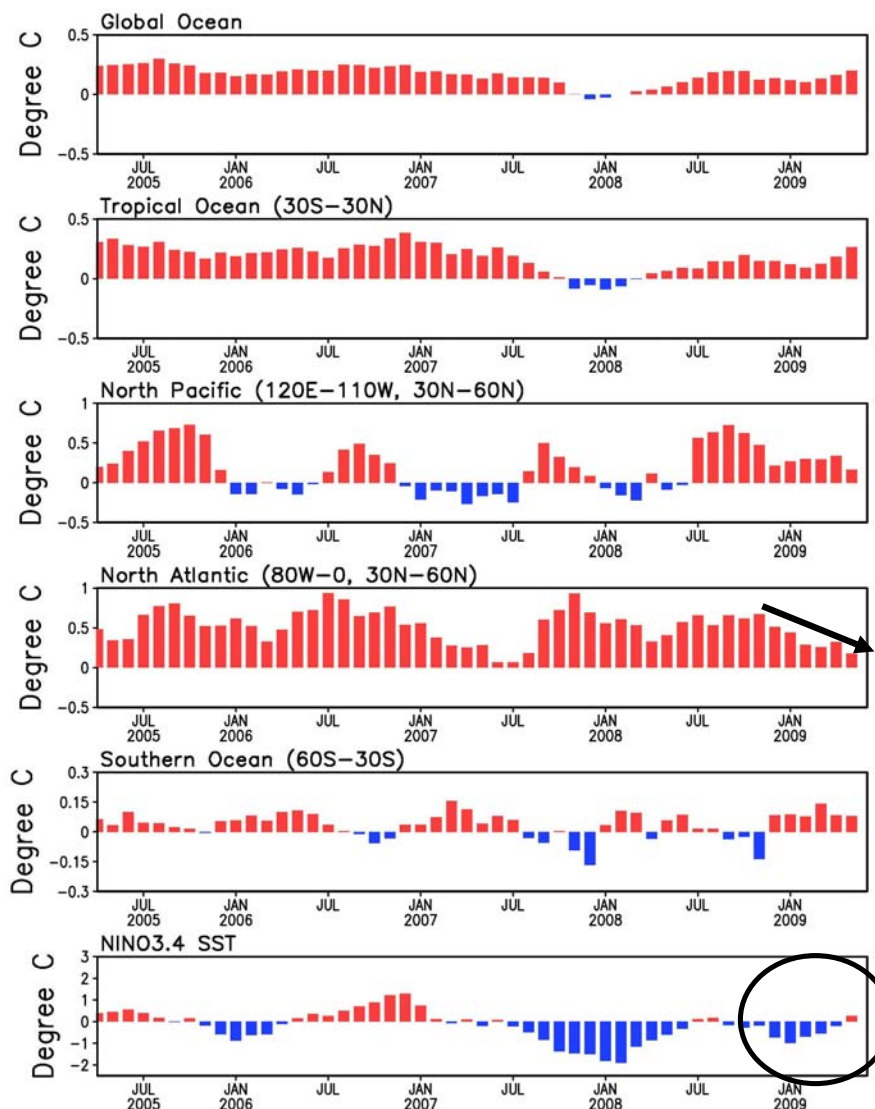 Global Ocean
Degree C
0.5
0
-0.5
JUL JAN JUL JAN JUL JAN JUL JAN
2005 2006 2007 2008 2009
Tropical Ocean (30S-30N)
Degree C
0.5
0
-0.5
JUL JAN JUL JAN JUL JAN JUL JAN
2005 2006 2007 2008 2009
North Pacific (120E-110W, 30N-60N)
Degree C
1
0.5
0
-0.5
JUL JAN JUL JAN JUL JAN JUL JAN
2005 2006 2007 2008 2009
North Atlantic (80W-0, 30N-60N)
Degree C
1
0.5
0
-0.5
JUL JAN JUL JAN JUL JAN JUL JAN
2005 2006 2007 2008 2009
Southern Ocean (60S-30S)
Degree C
0.3
0.15
0
-0.15
-0.3
JUL JAN JUL JAN JUL JAN JUL JAN
2005 2006 2007 2008 2009
NINO3.4 SST
Degree C
3
2
1
0
-1
-2
JUL JAN JUL JAN JUL JAN JUL JAN
2005 2006 2007 2008 2009